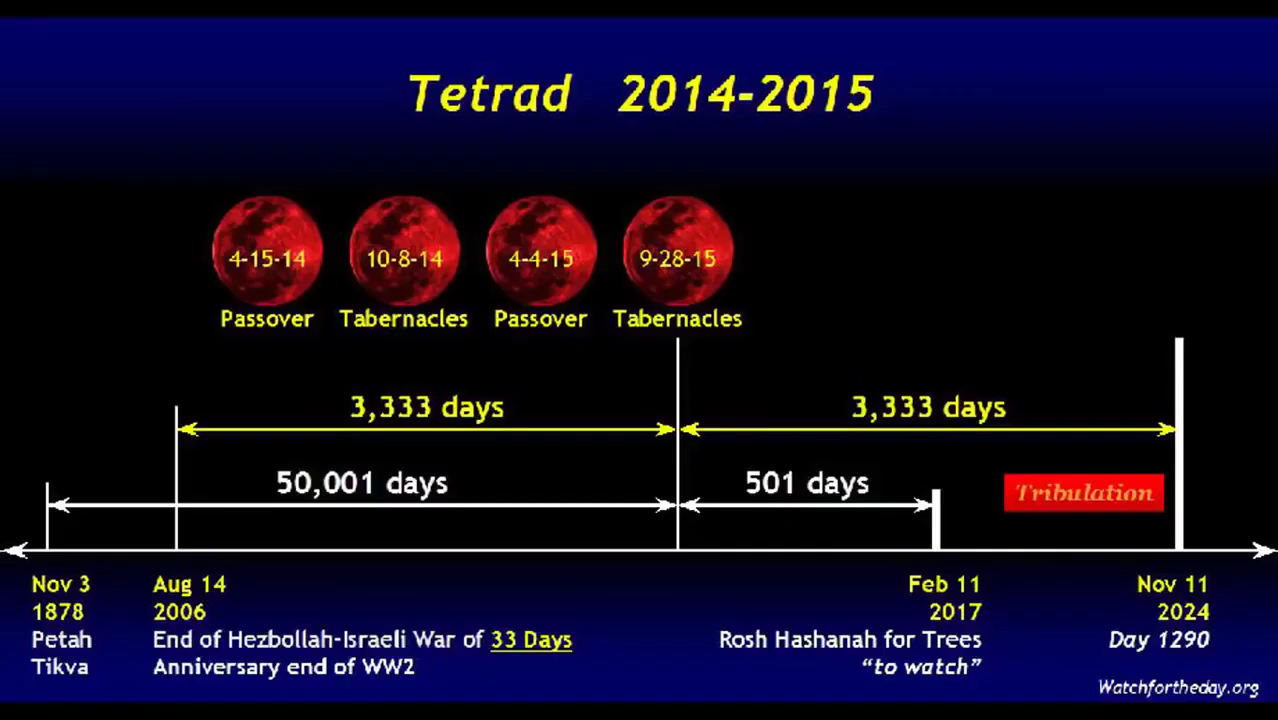 Tetrad 2014-2015
4-15-14 10-8-14 4-4-15 9-28-15
Passover Tabernacles Passover Tabernacles
3,333 days 3,333 days
50,001 days 501 days
Tribulation
Nov 3 Aug 14 Feb 11 Nov 11
1878 2006 2017 2024
Petah End of Hezbollah-Israeli War of 33 Days Rosh Hashanah for Trees Day 1290
Tikva Anniversary end of WW2 "to watch"
Watchfortheday.org